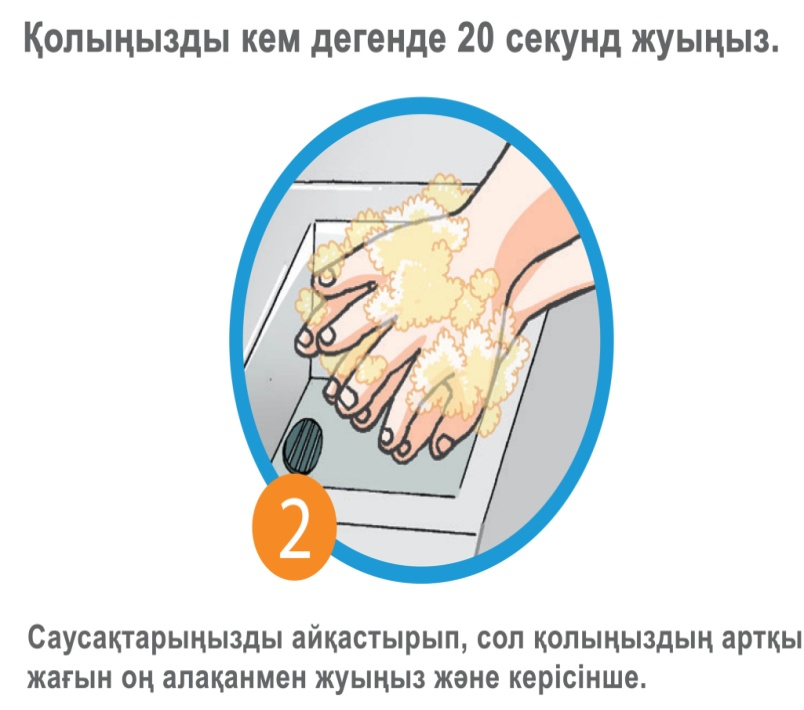 Қолыңызды кем дегенде 20 секунд жуыңыз.
2
Саусақтарыңызды айқастырып, сол қолыңыздың артқы
жағын оң алақанмен жуыңыз және керісінше.